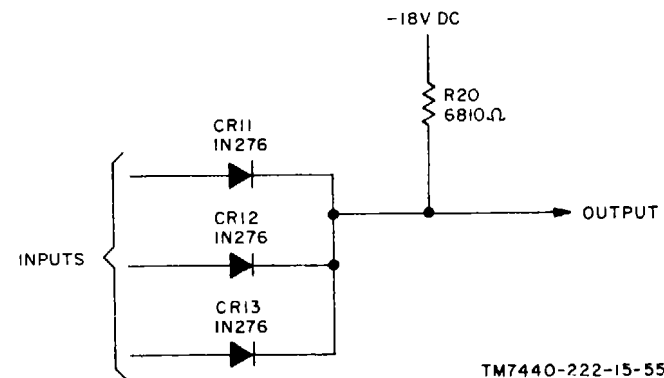 -18V DC
R20
6810Ω
CR11
1N276
CR12
1N276
INPUTS
OUTPUT
CR13
1N276
TM7440-222-15-55